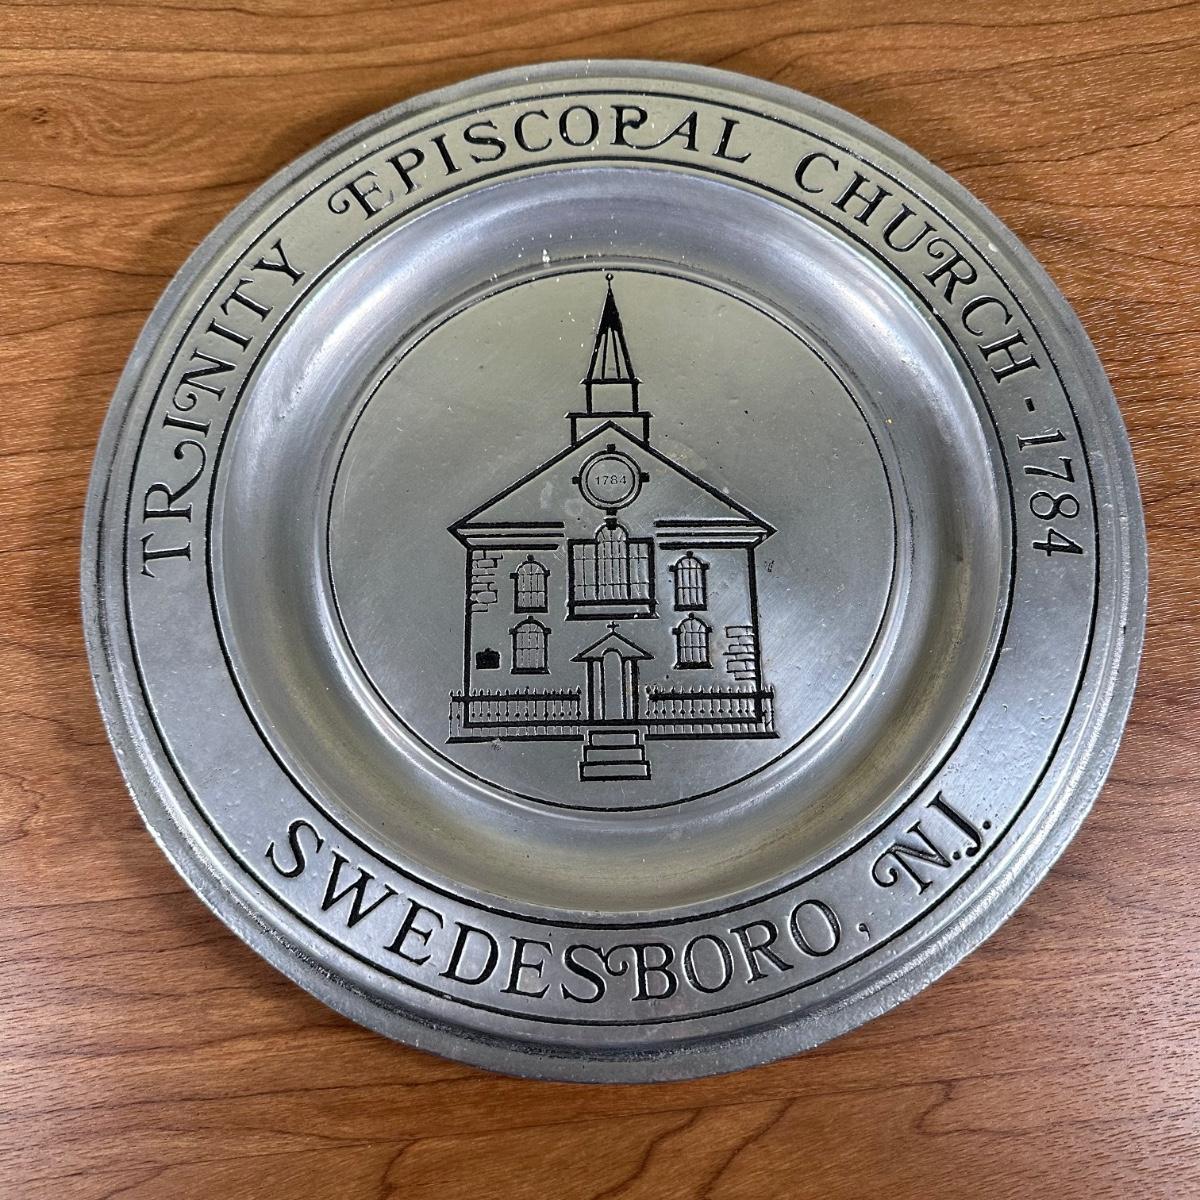 TRINITY EPISCOPAL CHURCH - 1784
1784
SWEDESBORO, N.J.